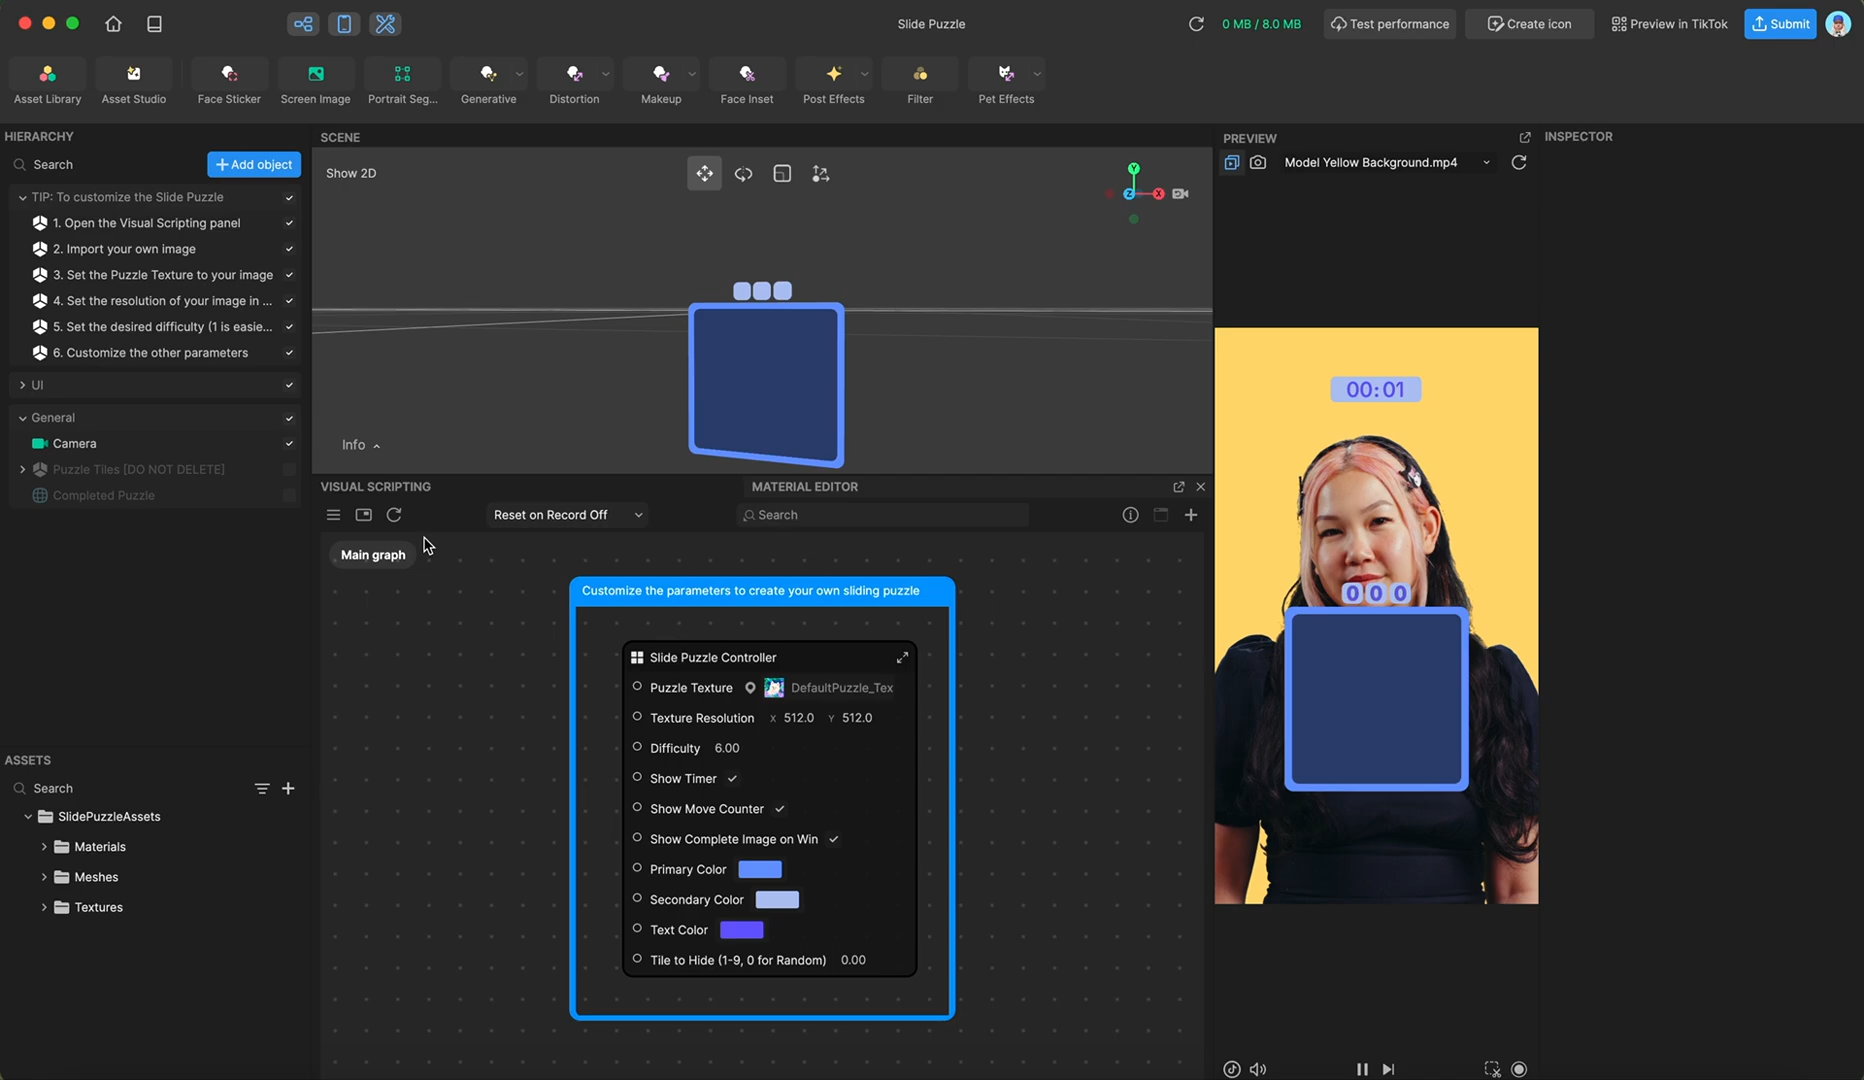 Slide Puzzle
0 MB / 8.0 MB
Test performance
Create icon
Preview in TikTok
Submit
Asset Library
Asset Studio
Face Sticker
Screen Image
Portrait Seg...
Generative
Distortion
Makeup
Face Inset
Post Effects
Filter
Pet Effects
HIERARCHY
Search
Add object
TIP: To customize the Slide Puzzle
1. Open the Visual Scripting panel
2. Import your own image
3. Set the Puzzle Texture to your image
4. Set the resolution of your image in ...
5. Set the desired difficulty (1 is easie...
6. Customize the other parameters
UI
General
Camera
Puzzle Tiles [DO NOT DELETE]
Completed Puzzle
ASSETS
Search
SlidePuzzleAssets
Materials
Meshes
Textures
SCENE
Show 2D
Y
Z
X
Info
VISUAL SCRIPTING
MATERIAL EDITOR
Reset on Record Off
Search
Main graph
Customize the parameters to create your own sliding puzzle
Slide Puzzle Controller
Puzzle Texture DefaultPuzzle_Tex
Texture Resolution X 512.0 Y 512.0
Difficulty 6.00
Show Timer
Show Move Counter
Show Complete Image on Win
Primary Color
Secondary Color
Text Color
Tile to Hide (1-9, 0 for Random) 0.00
PREVIEW
Model Yellow Background.mp4
00:01
0 0 0
INSPECTOR